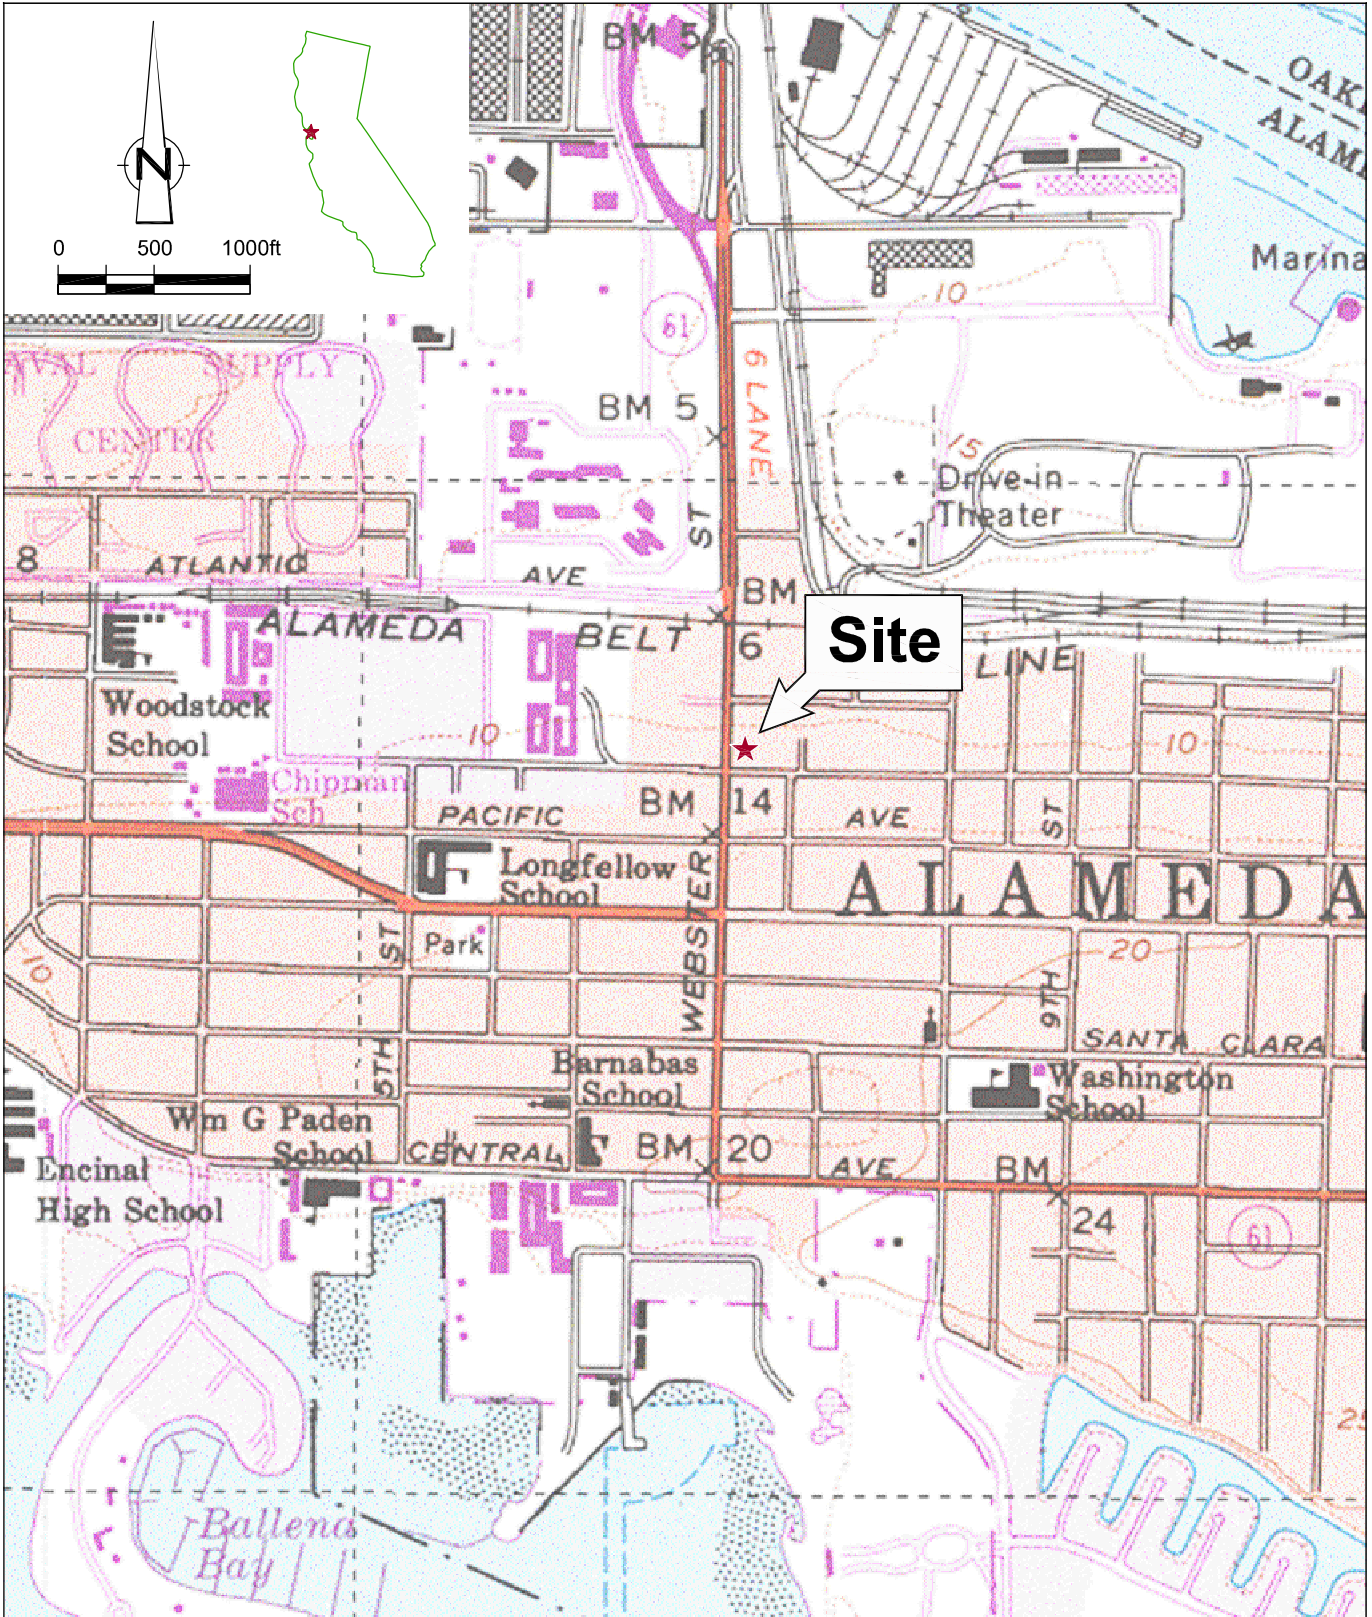 BM 5
OAK
ALAM
N
0 500 1000ft
Marina
10
61
6 LANE
NAVAL SUPPLY
CENTER
BM 5
15
Drive-in
Theater
ST
8
ATLANTIC
AVE
BM
6
ALAMEDA
BELT
LINE
Site
Woodstock
School
10
10
Chipman
Sch
PACIFIC
BM 14
AVE
ST
Longfellow
School
ALAMEDA
WEBSTER
ST
Park
20
10
9TH
SANTA CLARA
5TH
Barnabas
School
Washington
School
Wm G Paden
School
CENTRAL
BM 20
AVE
BM
24
Encinal
High School
61
Ballena
Bay